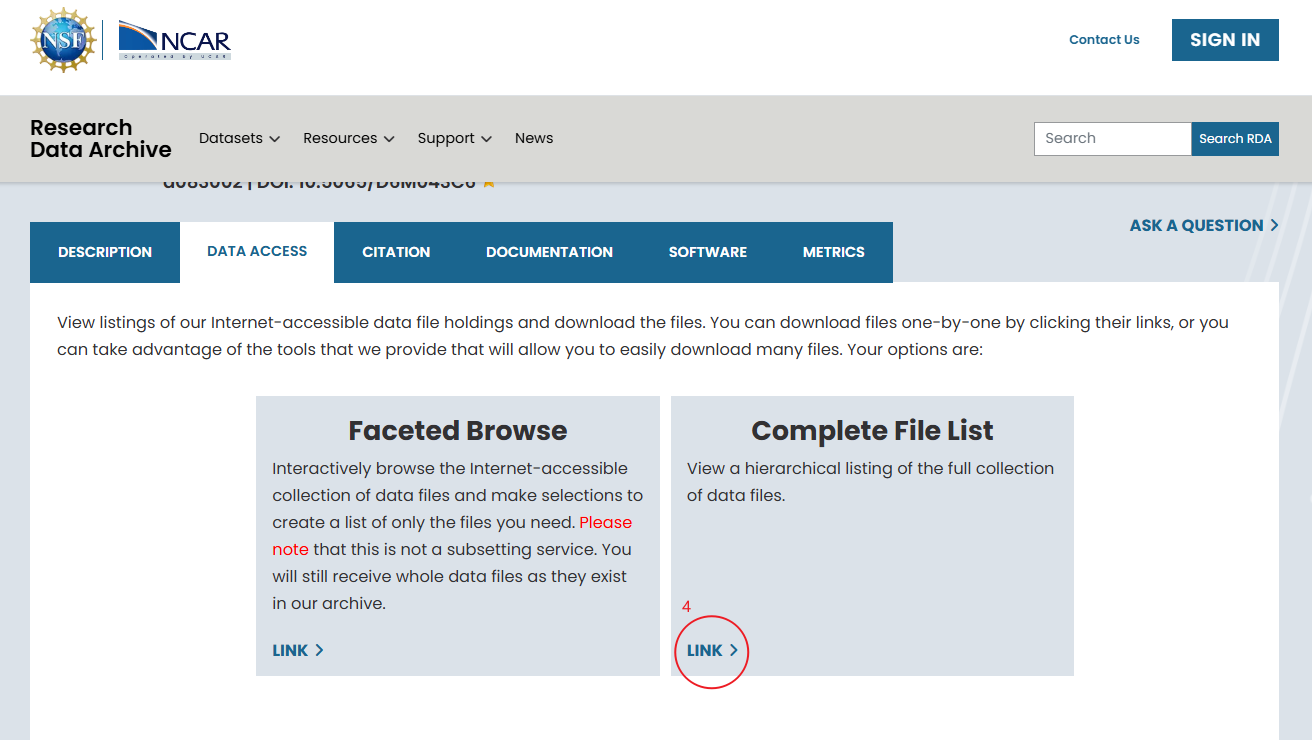 NSF
NCAR
Operated by UCAR
Contact Us
SIGN IN
Research
Data Archive
Datasets
Resources
Support
News
Search
Search RDA
d083002 | DOI: 10.5065/D6M043C6
ASK A QUESTION
DESCRIPTION
DATA ACCESS
CITATION
DOCUMENTATION
SOFTWARE
METRICS
View listings of our Internet-accessible data file holdings and download the files. You can download files one-by-one by clicking their links, or you
can take advantage of the tools that we provide that will allow you to easily download many files. Your options are:
Faceted Browse
Interactively browse the Internet-accessible
collection of data files and make selections to
create a list of only the files you need. Please
note that this is not a subsetting service. You
will still receive whole data files as they exist
in our archive.
LINK
Complete File List
View a hierarchical listing of the full collection
of data files.
4
LINK